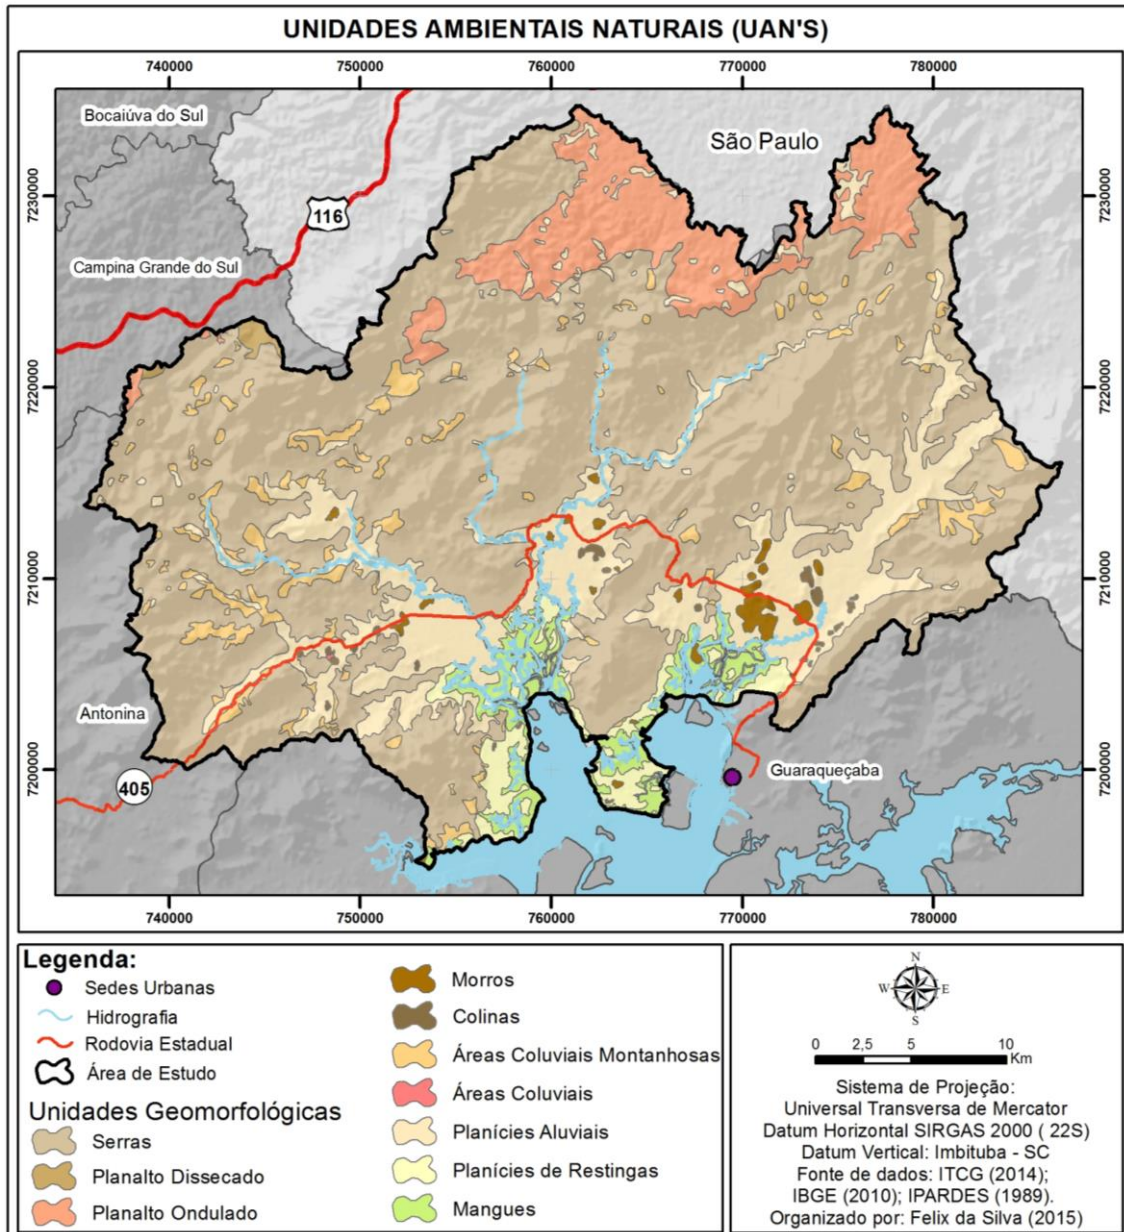 UNIDADES AMBIENTAIS NATURAIS (UAN'S)
740000 750000 760000 770000 780000
7230000 7230000
7220000 7220000
7210000 7210000
7200000 7200000
Bocaiúva do Sul
São Paulo
116
Campina Grande do Sul
Antonina
405
Guaraqueçaba
740000 750000 760000 770000 780000
Legenda:
Sedes Urbanas
Hidrografia
Rodovia Estadual
Área de Estudo
Unidades Geomorfológicas
Serras
Planalto Dissecado
Planalto Ondulado
Morros
Colinas
Áreas Coluviais Montanhosas
Áreas Coluviais
Planícies Aluviais
Planícies de Restingas
Mangues
N
W E
S
0 2,5 5 10
Km
Sistema de Projeção:
Universal Transversa de Mercator
Datum Horizontal SIRGAS 2000 ( 22S)
Datum Vertical: Imbituba - SC
Fonte de dados: ITCG (2014);
IBGE (2010); IPARDES (1989).
Organizado por: Felix da Silva (2015)